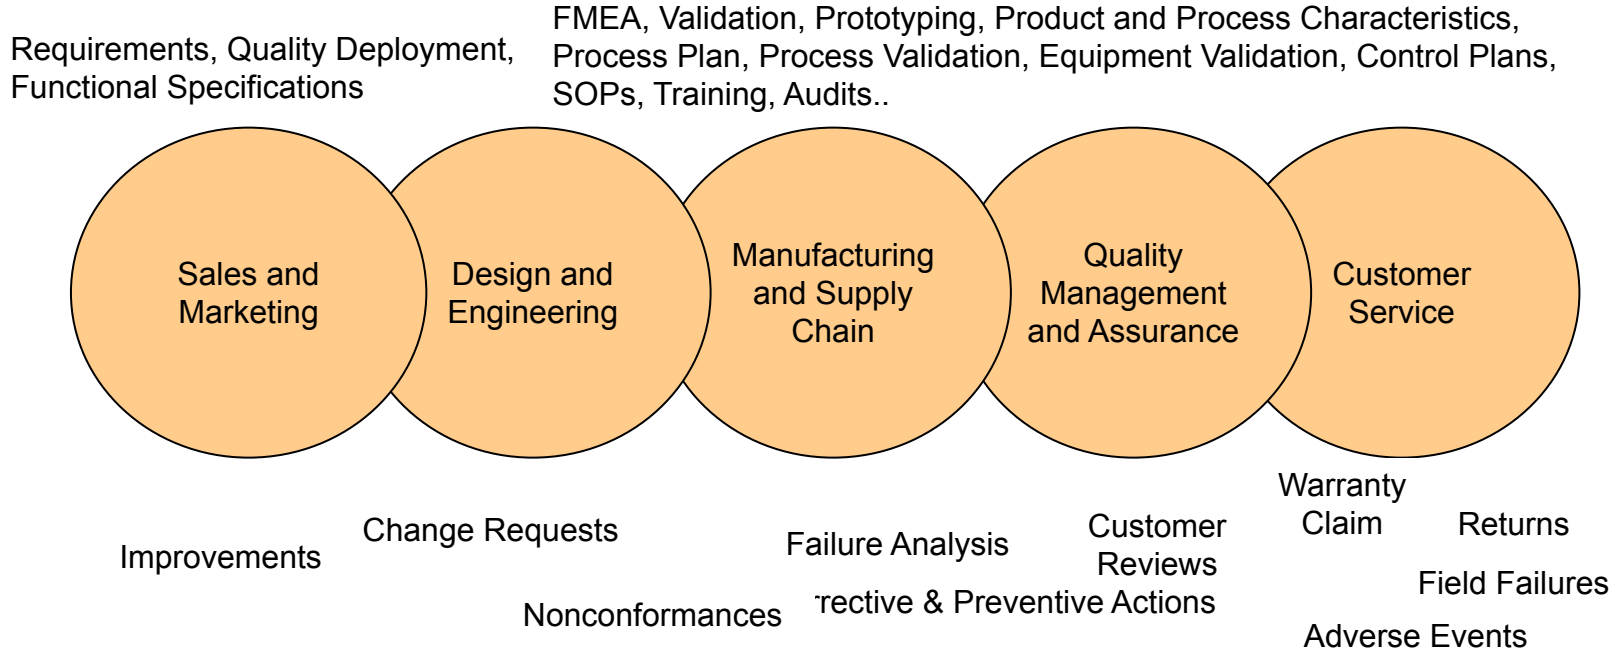 FMEA, Validation, Prototyping, Product and Process Characteristics,
Process Plan, Process Validation, Equipment Validation, Control Plans,
SOPs, Training, Audits..
Requirements, Quality Deployment,
Functional Specifications
Sales and
Marketing
Design and
Engineering
Manufacturing
and Supply
Chain
Quality
Management
and Assurance
Customer
Service
Improvements
Change Requests
Nonconformances
Failure Analysis
rrective & Preventive Actions
Customer
Reviews
Warranty
Claim
Returns
Field Failures
Adverse Events